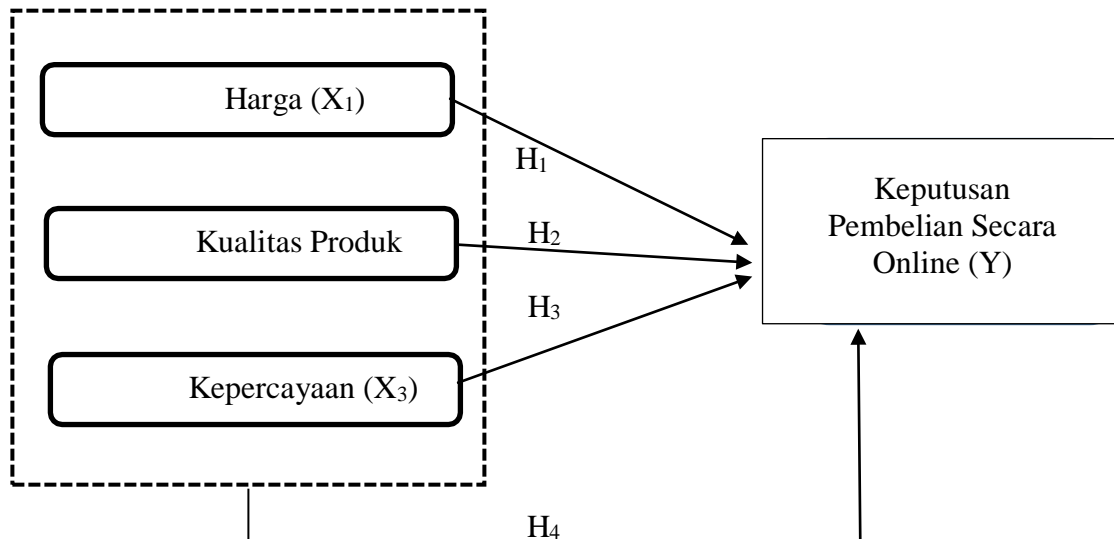 Harga (X₁)
H₁
Kualitas Produk
H₂
Keputusan
Pembelian Secara
Online (Y)
H₃
Kepercayaan (X₃)
H₄